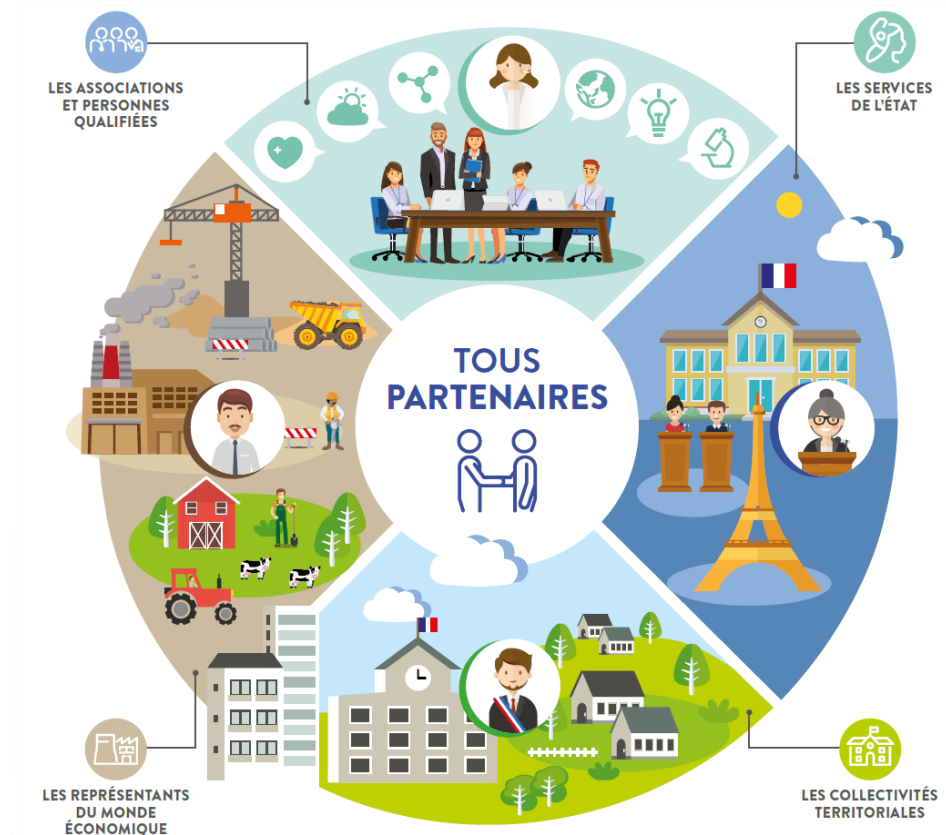 LES ASSOCIATIONS
ET PERSONNES
QUALIFIÉES
LES SERVICES
DE L'ÉTAT
TOUS
PARTENAIRES
LES REPRÉSENTANTS
DU MONDE
ÉCONOMIQUE
LES COLLECTIVITÉS
TERRITORIALES